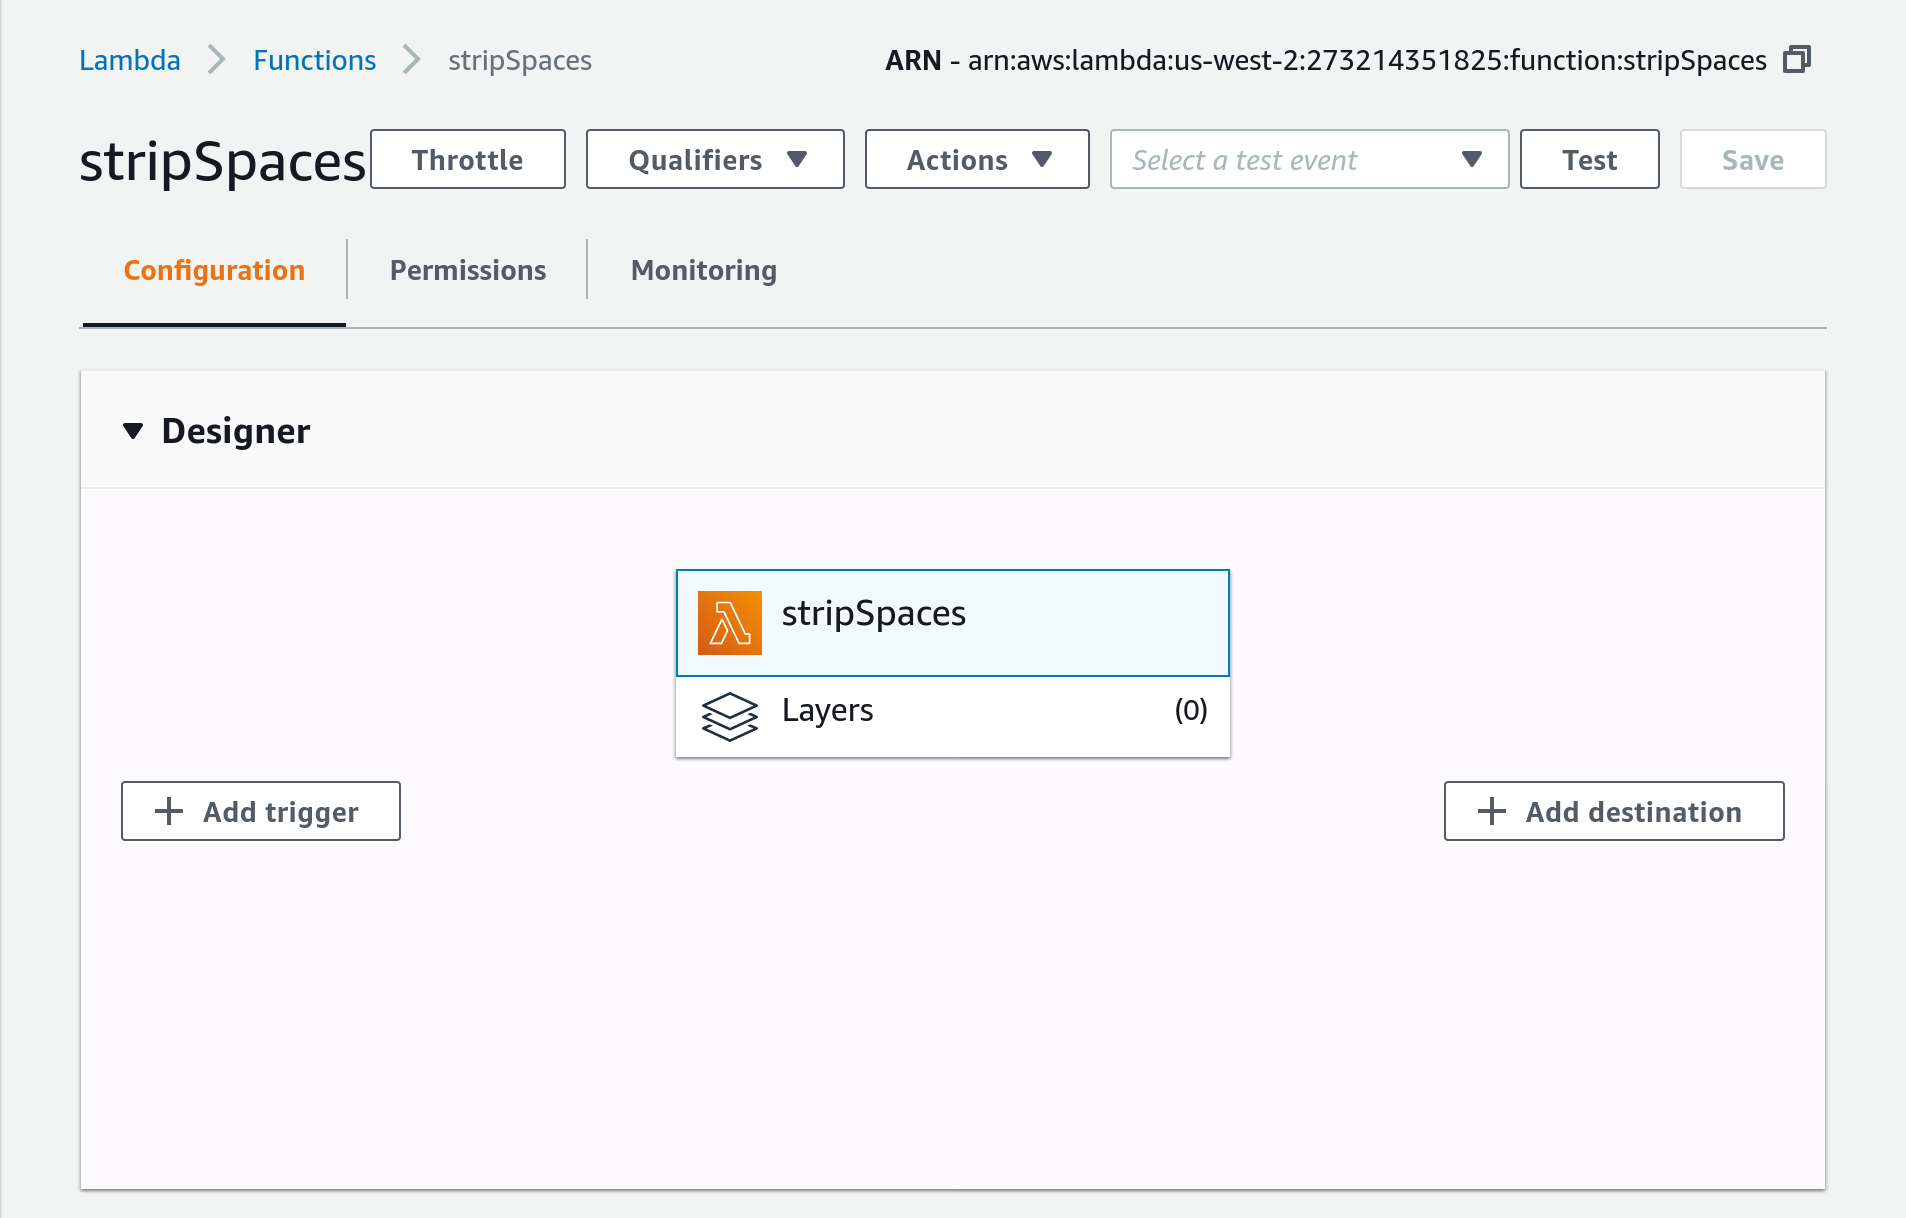 Lambda > Functions > stripSpaces
ARN - arn:aws:lambda:us-west-2:273214351825:function:stripSpaces
stripSpaces Throttle Qualifiers Actions Select a test event Test Save
Configuration Permissions Monitoring
Designer
stripSpaces
Layers (0)
+ Add trigger + Add destination